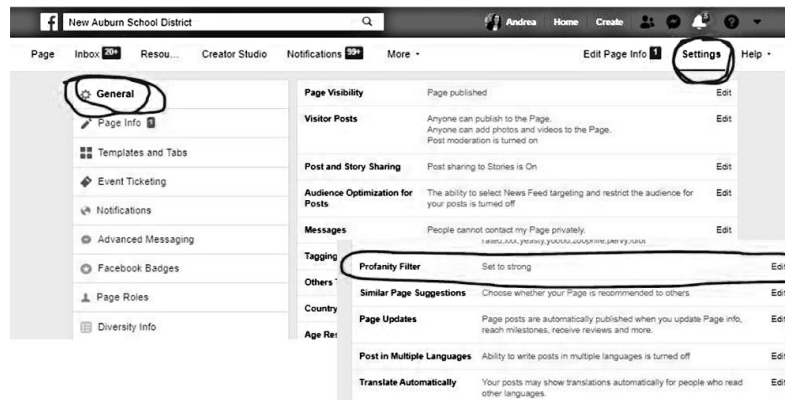 New Auburn School District
Andrea Home Create 3
Page Inbox 20+ Resou... Creator Studio Notifications 99+ More Edit Page Info 1 Settings Help
General
Page Info 1
Templates and Tabs
Event Ticketing
Notifications
Advanced Messaging
Facebook Badges
Page Roles
Diversity Info
Page Visibility Page published Edit
Visitor Posts Anyone can publish to the Page. Edit
Anyone can add photos and videos to the Page.
Post moderation is turned on
Post and Story Sharing Post sharing to Stories is On Edit
Audience Optimization for The ability to select News Feed targeting and restrict the audience for Edit
Posts your posts is turned off
Messages People cannot contact my Page privately. Edit
Tagging
Others
Country
Age Res
Profanity Filter Set to strong Edit
Similar Page Suggestions Choose whether your Page is recommended to others Edit
Page Updates Page posts are automatically published when you update Page info, Edit
reach milestones, receive reviews and more.
Post in Multiple Languages Ability to write posts in multiple languages is turned off Edit
Translate Automatically Your posts may show translations automatically for people who read Edit
other languages.